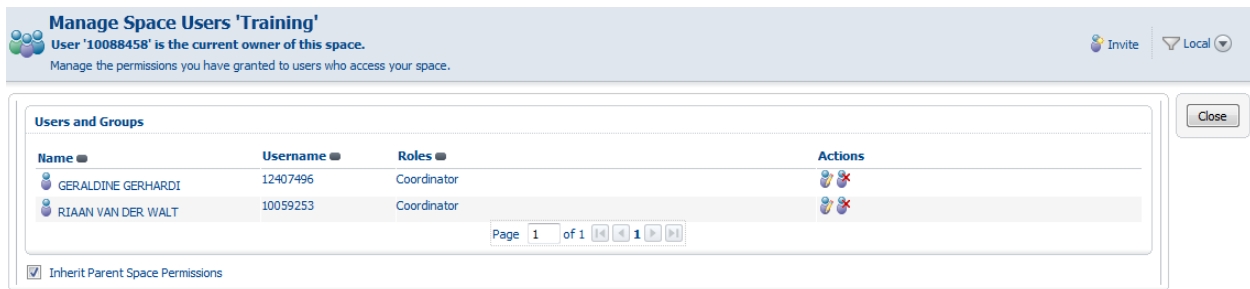 Manage Space Users 'Training'
User '10088458' is the current owner of this space.
Manage the permissions you have granted to users who access your space.
Invite
Local
Close
Users and Groups
Name Username Roles Actions
GERALDINE GERHARDI 12407496 Coordinator
RIAAN VAN DER WALT 10059253 Coordinator
Page 1 of 1 1
Inherit Parent Space Permissions